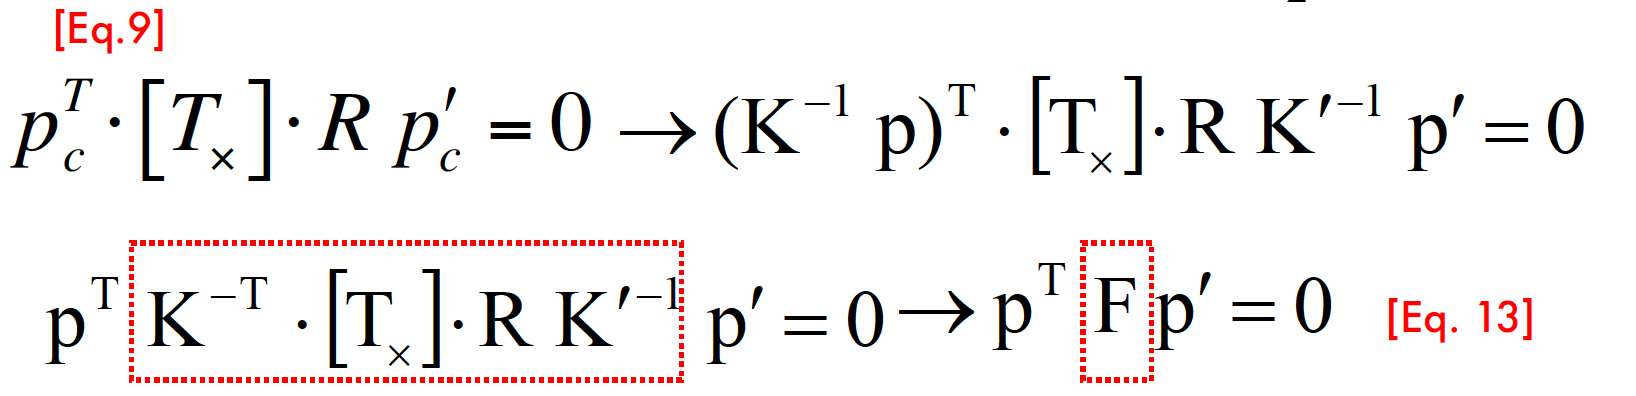 [Eq.9]
p_c^T · [T_×] · R p′_c = 0 → (K^{−1} p)^T · [T_×] · R K′^{−1} p′ = 0
p^T K^{−T} · [T_×] · R K′^{−1} p′ = 0 → p^T F p′ = 0 [Eq. 13]